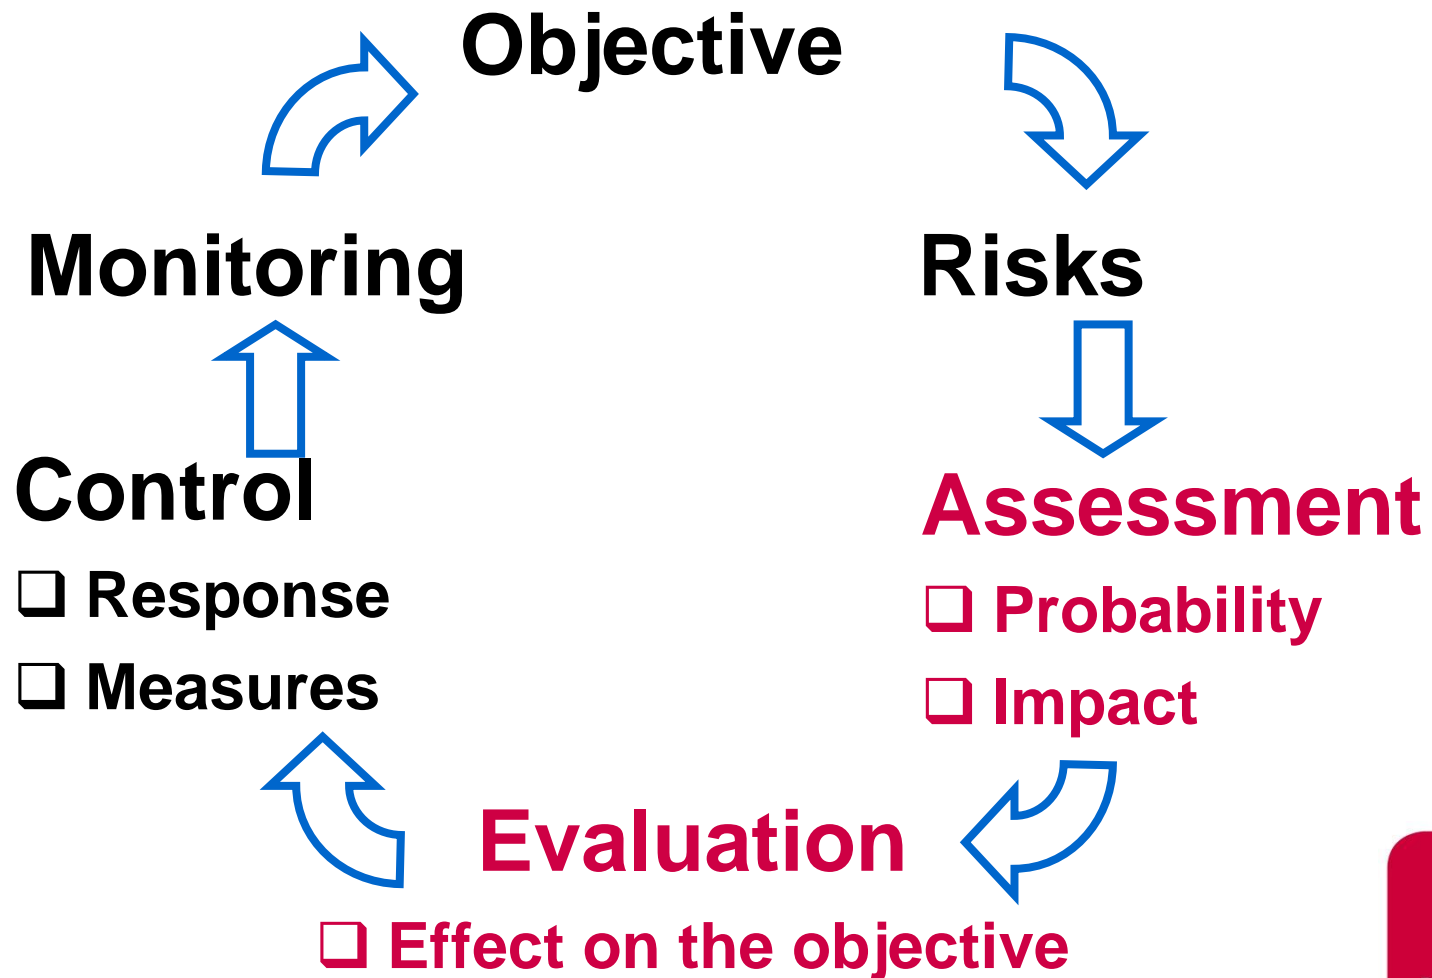 Objective
Monitoring
Risks
Control
❑ Response
❑ Measures
Assessment
❑ Probability
❑ Impact
Evaluation
❑ Effect on the objective